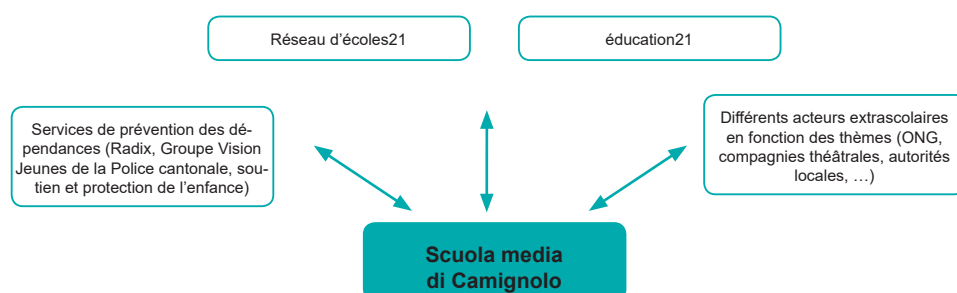 Réseau d'écoles21
éducation21
Services de prévention des dé-
pendances (Radix, Groupe Vision
Jeunes de la Police cantonale, sou-
tien et protection de l'enfance)
Différents acteurs extrascolaires
en fonction des thèmes (ONG,
compagnies théâtrales, autorités
locales, …)
Scuola media
di Camignolo